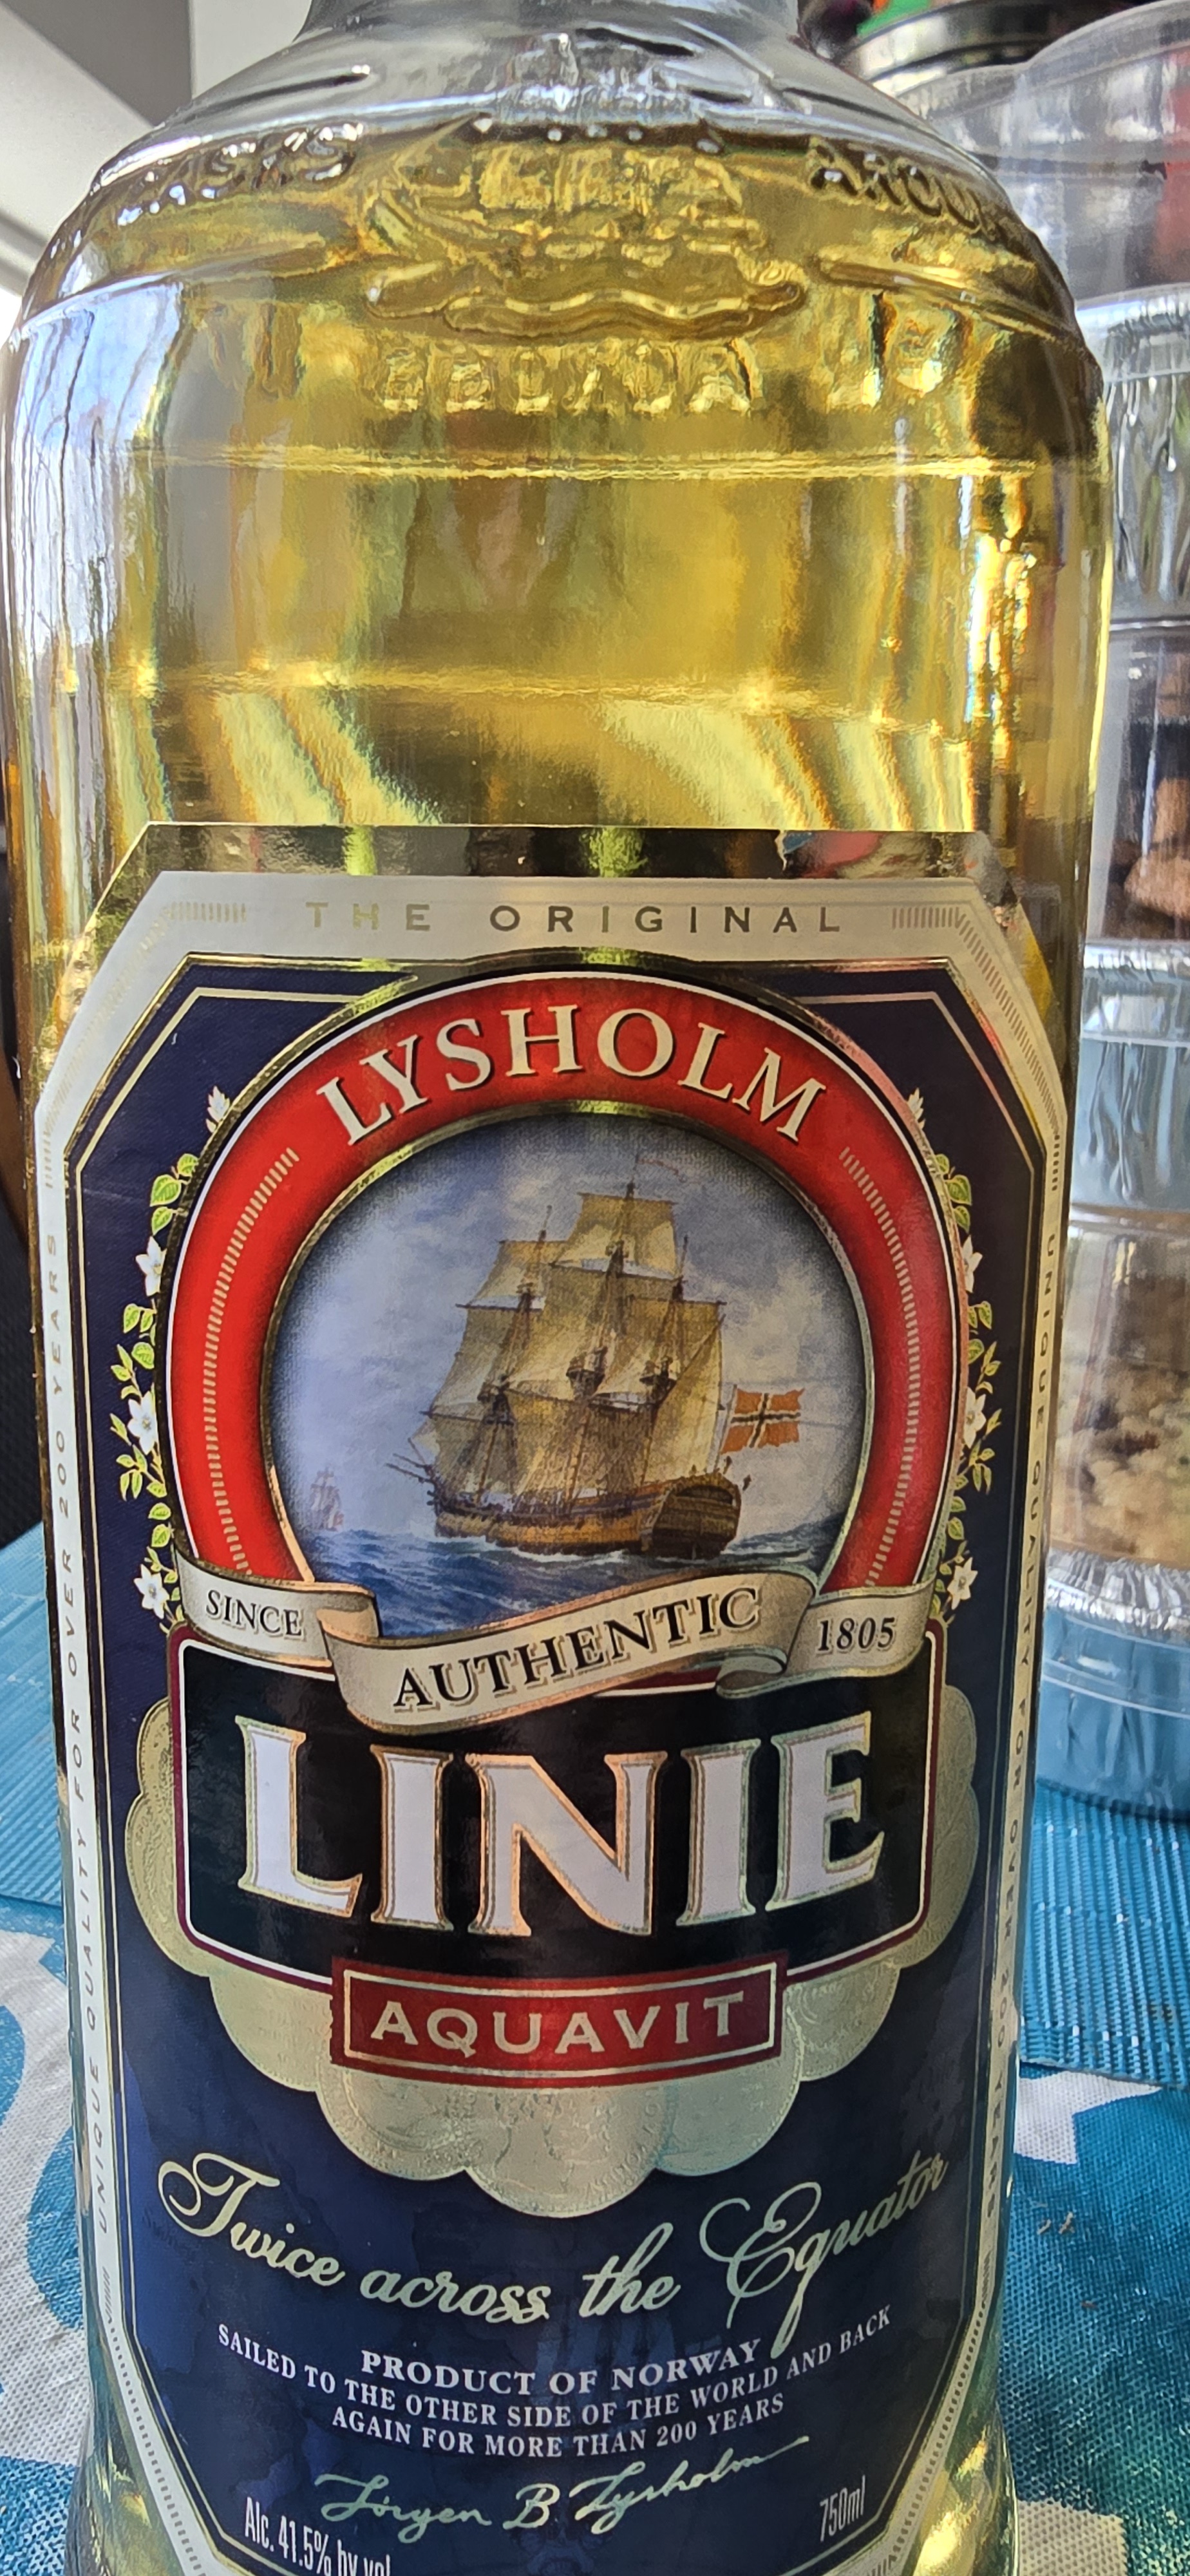 THE ORIGINAL
LYSHOLM
SINCE AUTHENTIC 1805
LINIE
AQUAVIT
Twice across the Equator
PRODUCT OF NORWAY
SAILED TO THE OTHER SIDE OF THE WORLD AND BACK
AGAIN FOR MORE THAN 200 YEARS
Jörgen B. Lysholm
Alc. 41.5% by vol
750ml
UNIQUE QUALITY FOR OVER 200 YEARS
UNIQUE QUALITY FOR OVER 200 YEARS